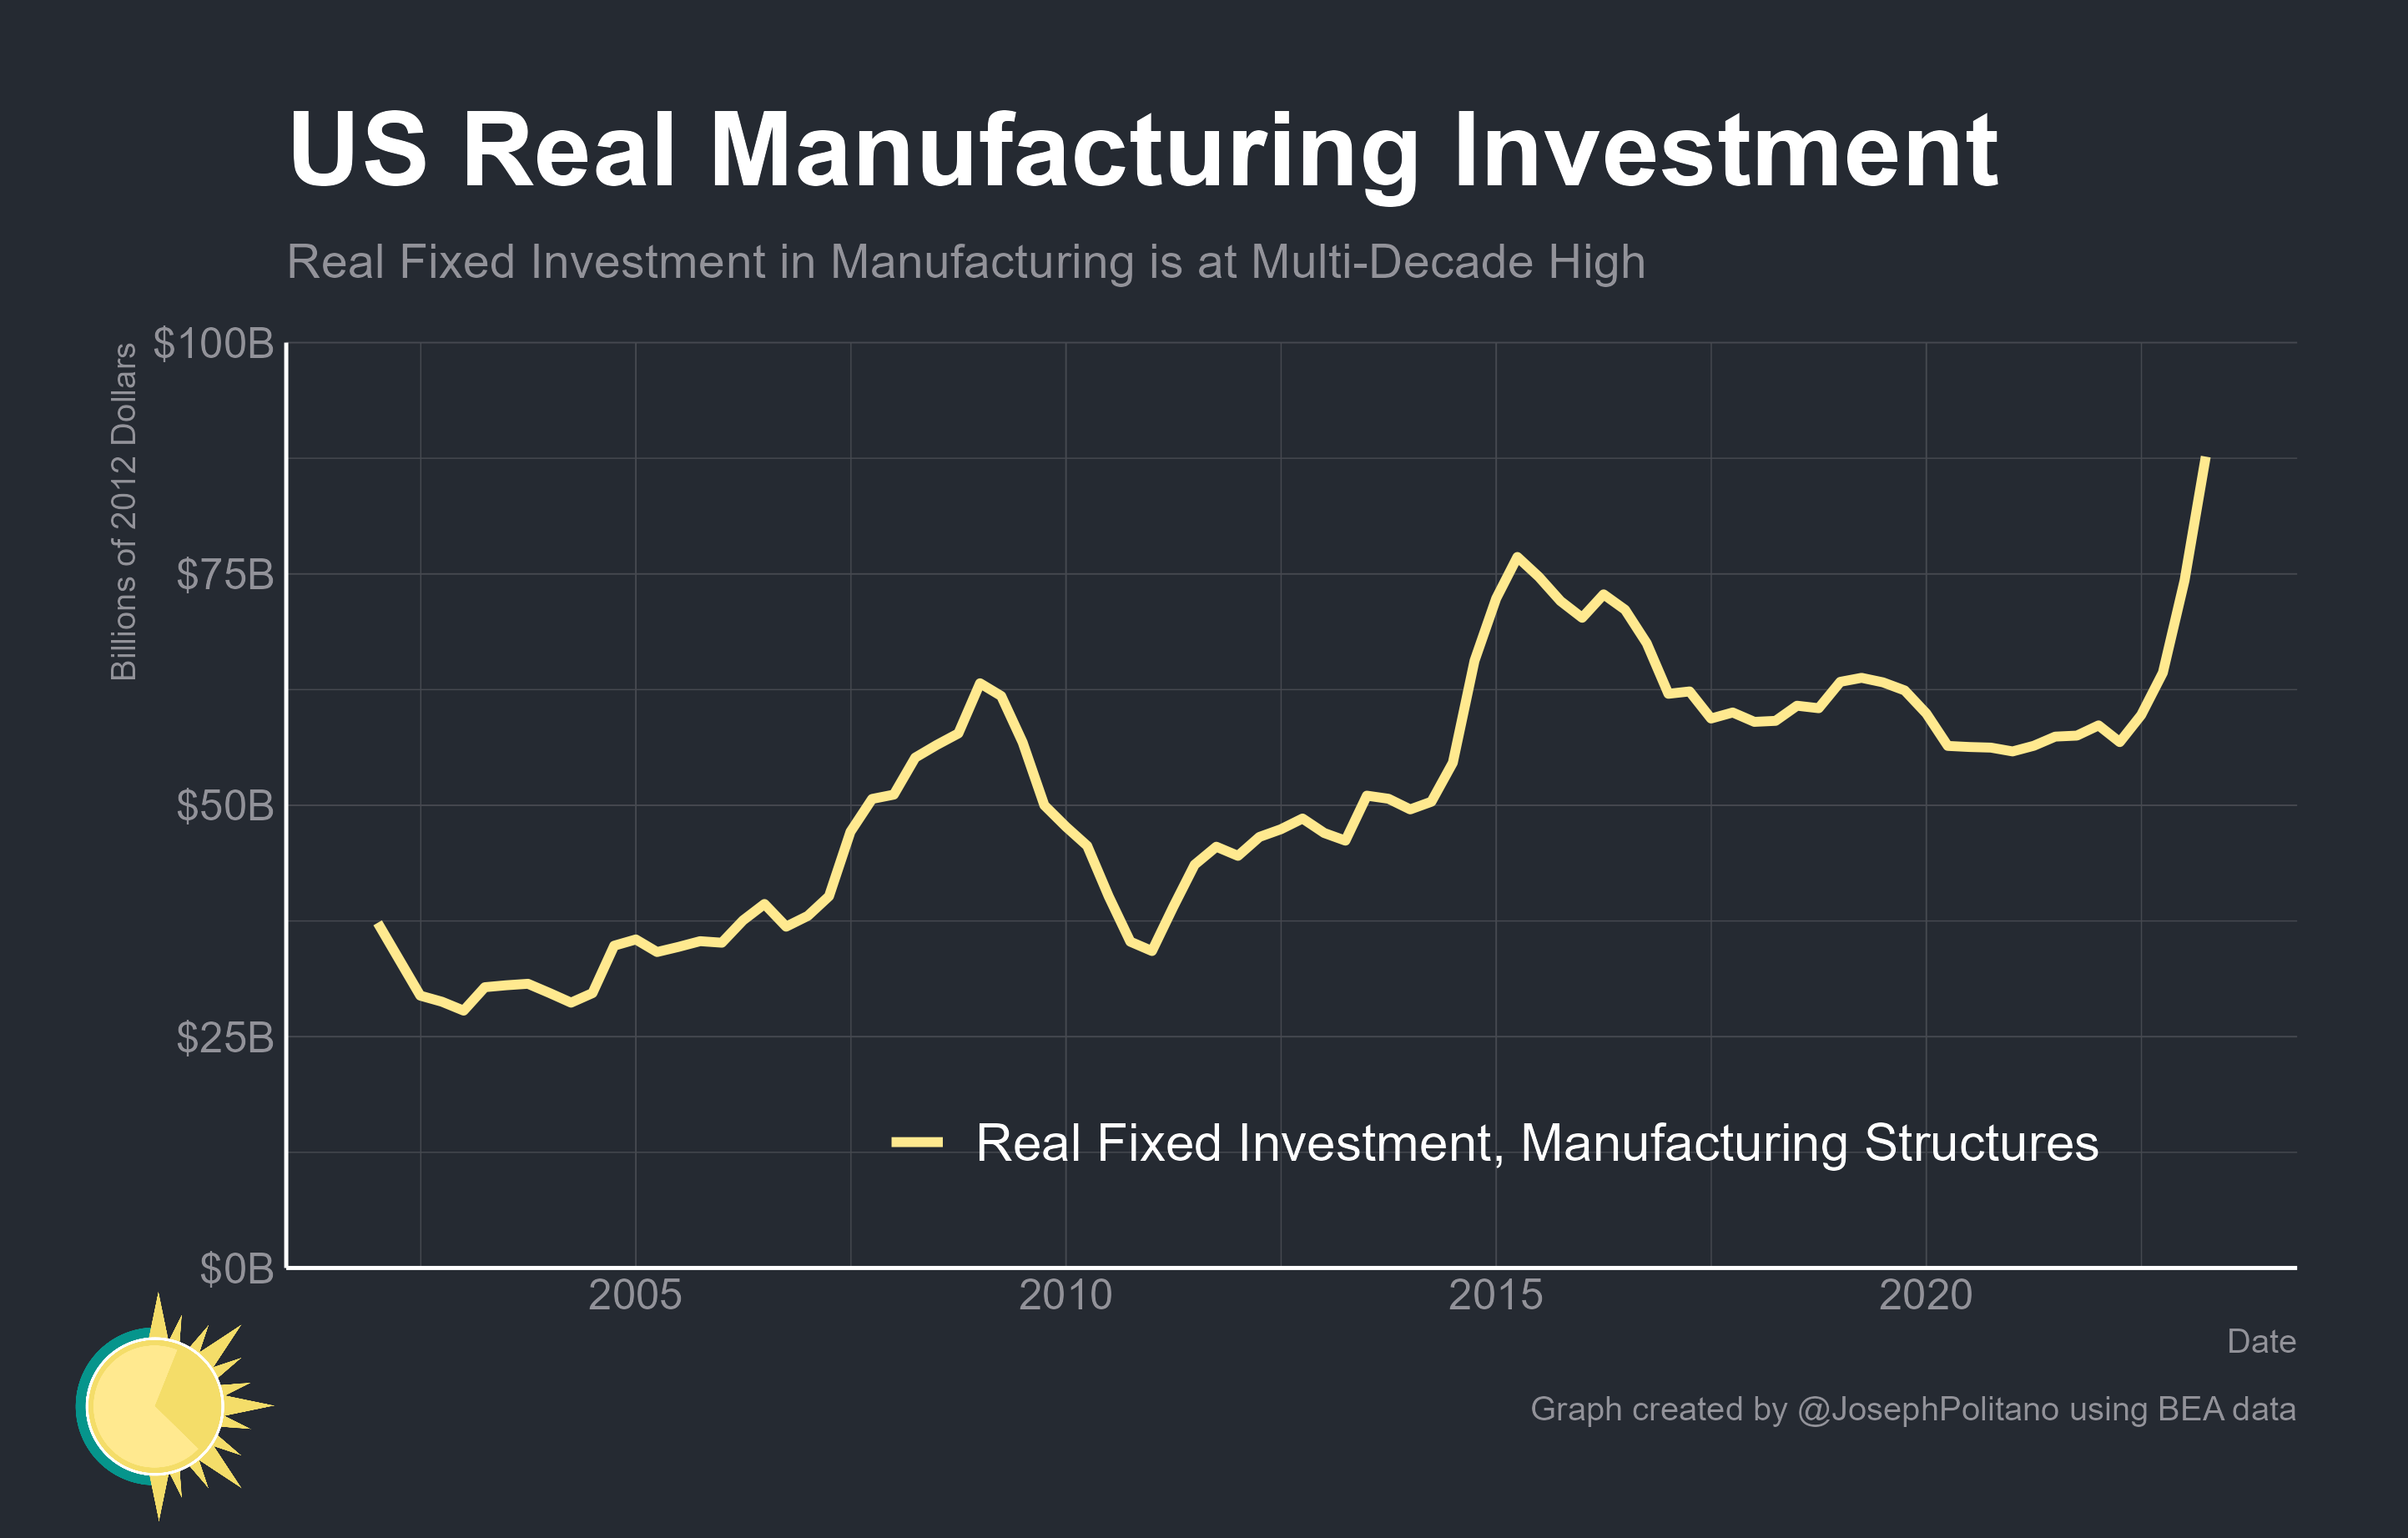 US Real Manufacturing Investment
Real Fixed Investment in Manufacturing is at Multi-Decade High
Billions of 2012 Dollars
$100B
$75B
$50B
$25B
$0B
Real Fixed Investment, Manufacturing Structures
2005 2010 2015 2020
Date
Graph created by @JosephPolitano using BEA data